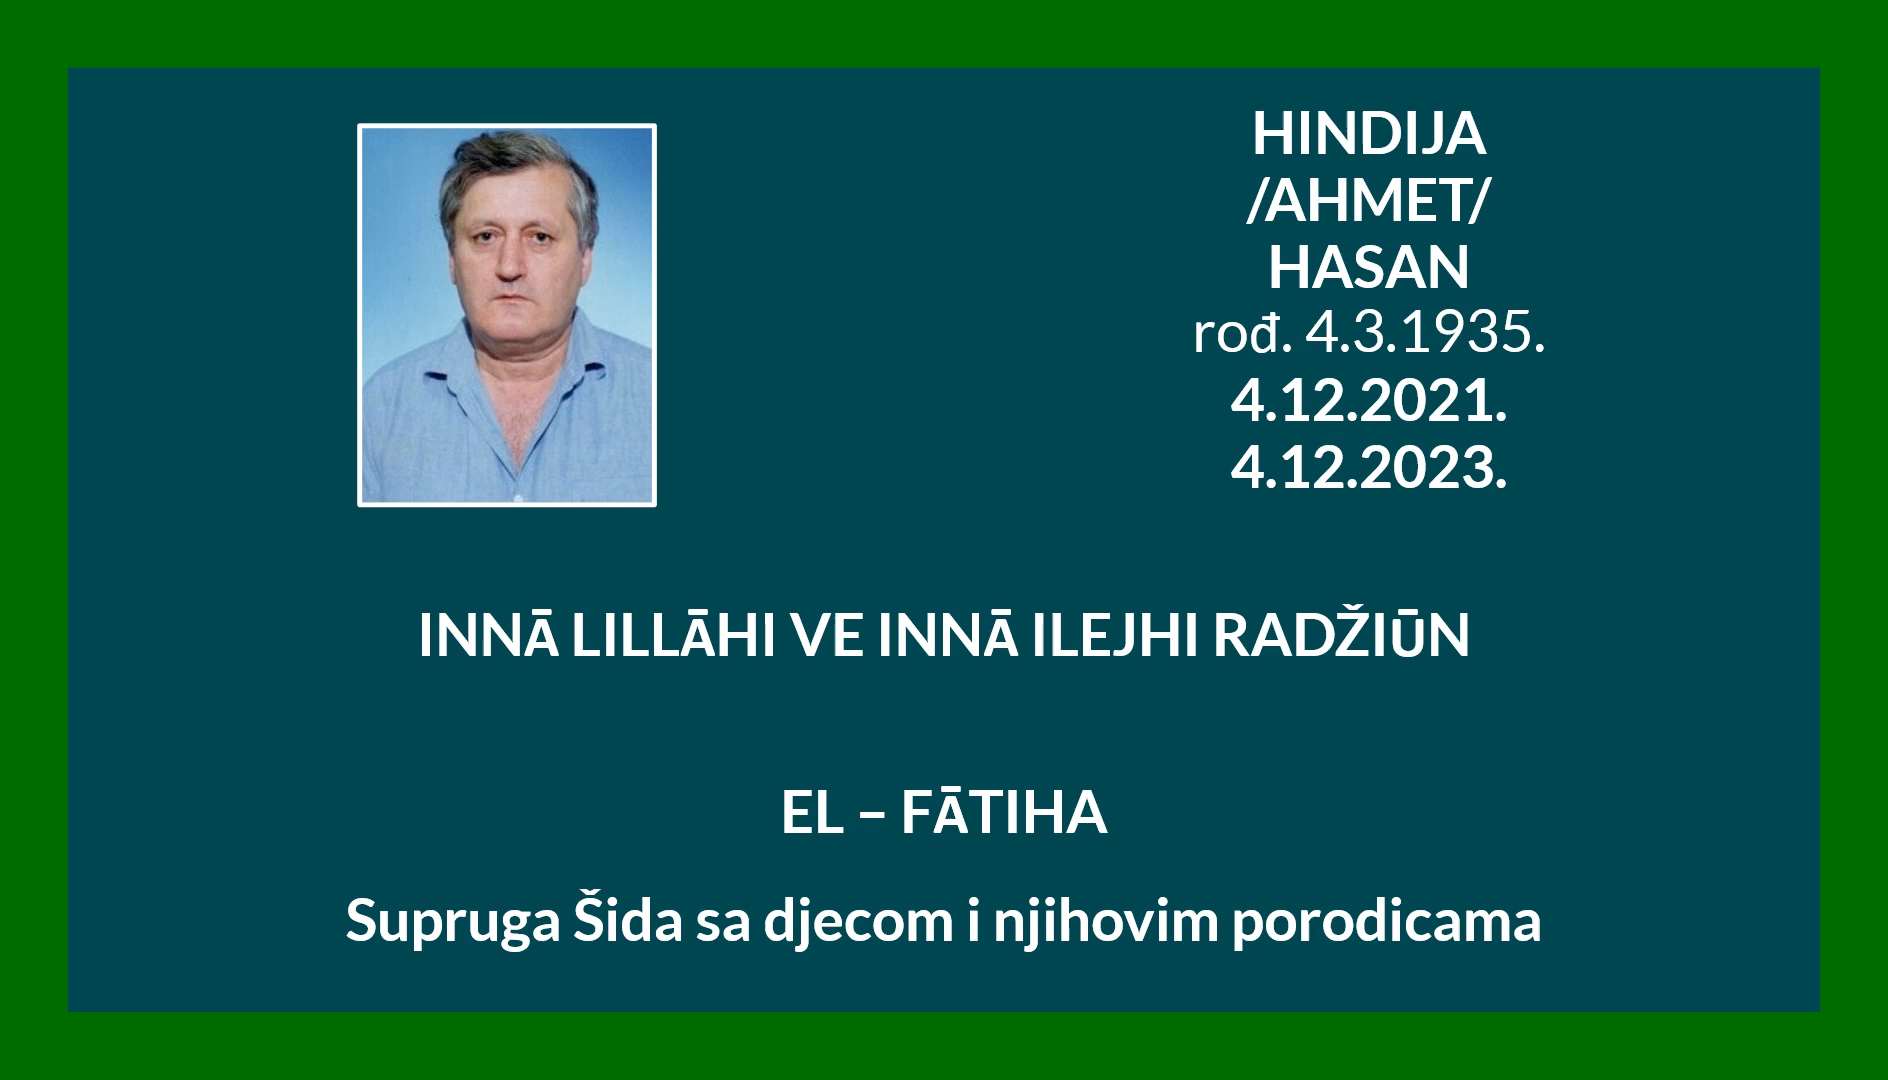 HINDIJA
/AHMET/
HASAN
rođ. 4.3.1935.
4.12.2021.
4.12.2023.
INNĀ LILLĀHI VE INNĀ ILEJHI RADŽIŪN
EL – FĀTIHA
Supruga Šida sa djecom i njihovim porodicama